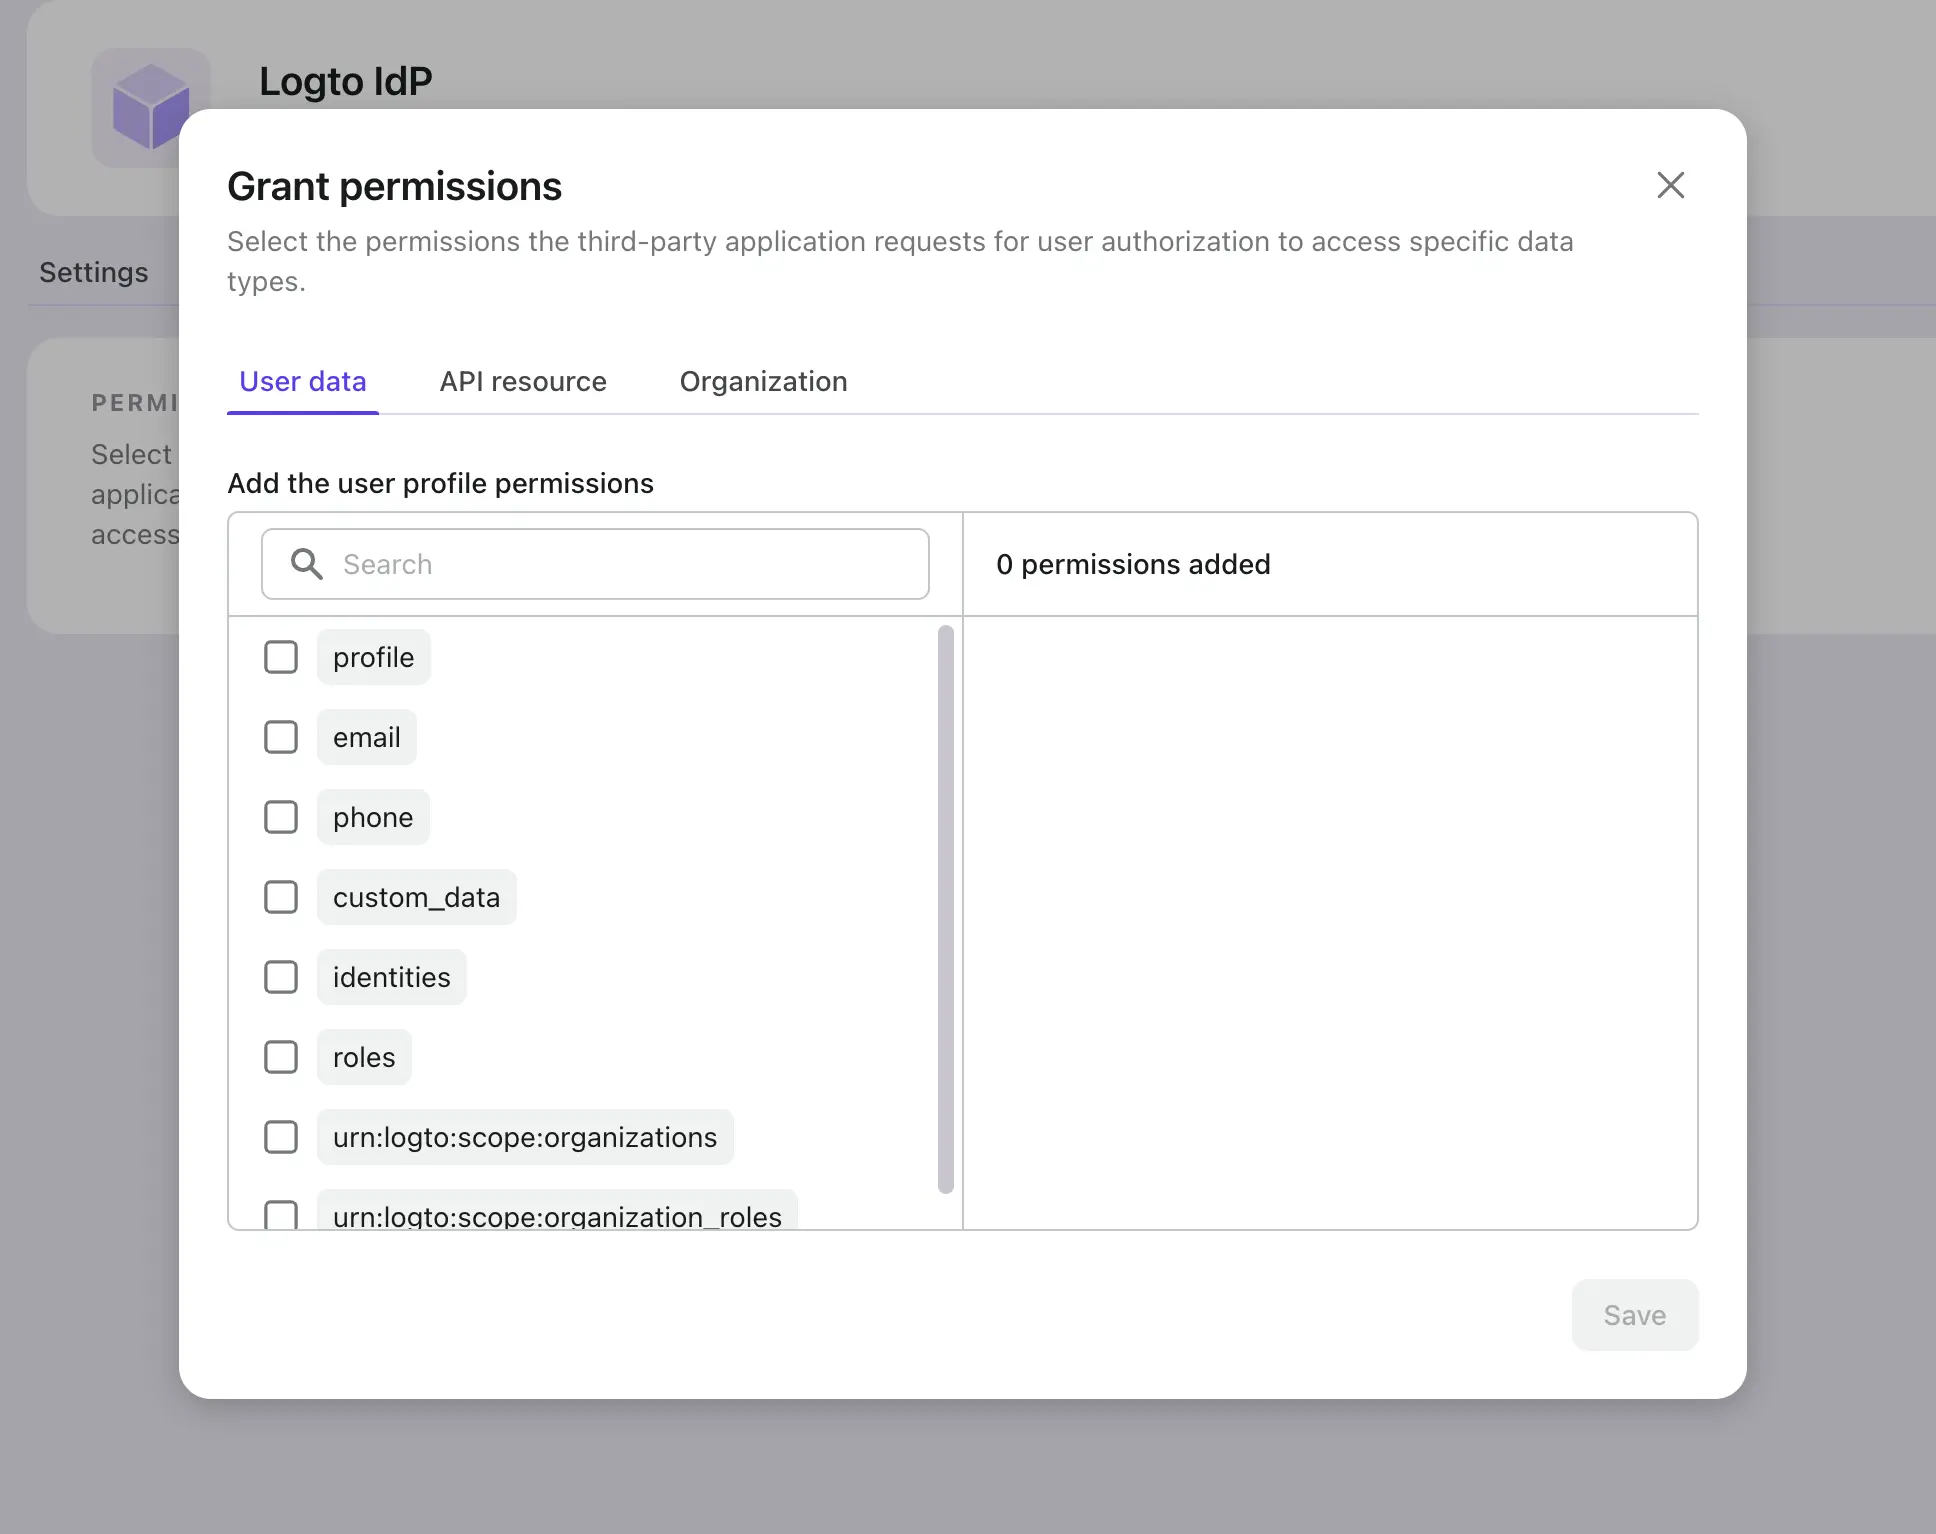 Logto IdP
Grant permissions
Select the permissions the third-party application requests for user authorization to access specific data
types.
Settings
User data
API resource
Organization
PERMI
Select
applica
access
Add the user profile permissions
Search
0 permissions added
profile
email
phone
custom_data
identities
roles
urn:logto:scope:organizations
urn:logto:scope:organization_roles
Save